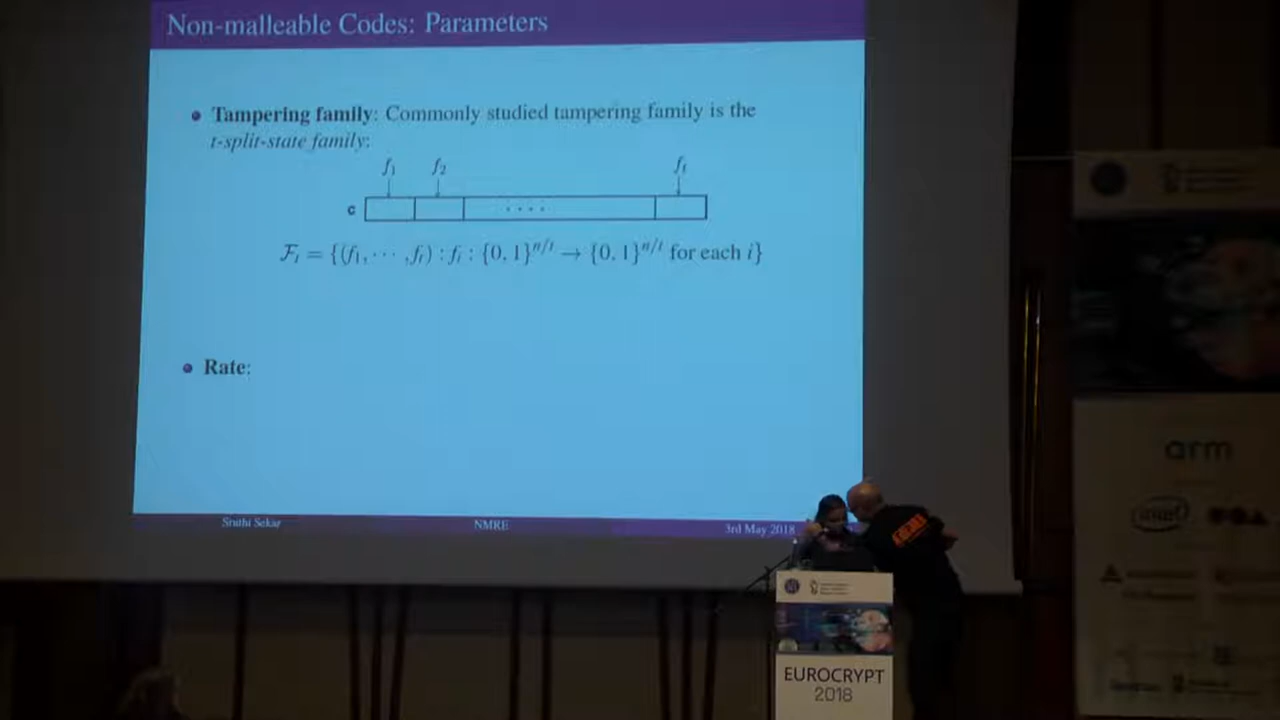 Non-malleable Codes: Parameters
Tampering family: Commonly studied tampering family is the
t-split-state family:
f₁ f₂ fₜ
c ....
𝓕ₜ = {(f₁, ··· , fₜ) : fᵢ : {0, 1}ⁿ/ᵗ → {0, 1}ⁿ/ᵗ for each i}
Rate:
Sruthi Sekar NMRE 3rd May 2018
arm
intel
EUROCRYPT
2018